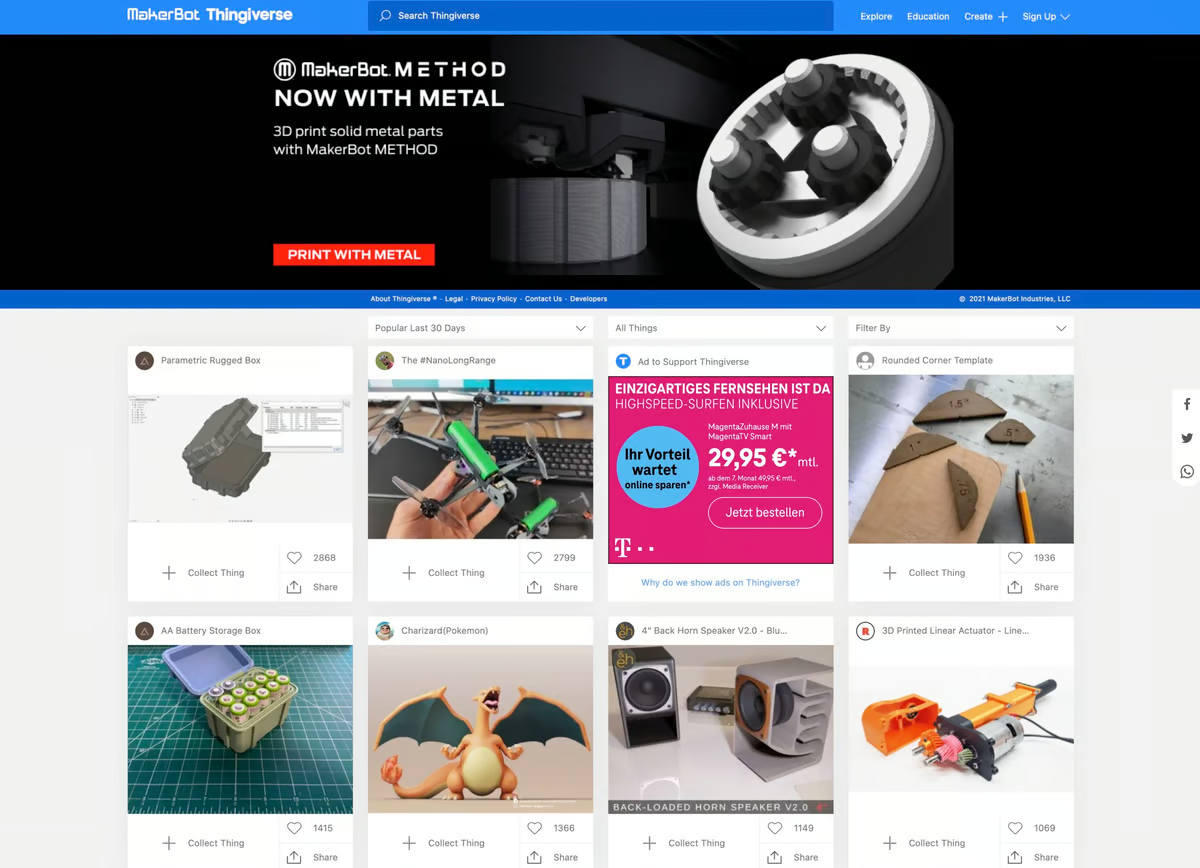 MakerBot Thingiverse
Search Thingiverse
Explore
Education
Create
Sign Up
MakerBot METHOD
NOW WITH METAL
3D print solid metal parts
with MakerBot METHOD
PRINT WITH METAL
About Thingiverse ® · Legal · Privacy Policy · Contact Us · Developers
© 2021 MakerBot Industries, LLC
Popular Last 30 Days
All Things
Filter By
Parametric Rugged Box
2868
Collect Thing
Share
The #NanoLongRange
2799
Collect Thing
Share
Ad to Support Thingiverse
EINZIGARTIGES FERNSEHEN IST DA
HIGHSPEED-SURFEN INKLUSIVE
Ihr Vorteil
wartet
online sparen*
MagentaZuhause M mit
MagentaTV Smart
29,95 €* mtl.
ab dem 7. Monat 49,95 € mtl.,
zzgl. Media Receiver
Jetzt bestellen
T
Why do we show ads on Thingiverse?
Rounded Corner Template
1.5"
1"
.5"
.75"
1936
Collect Thing
Share
AA Battery Storage Box
1415
Collect Thing
Share
Charizard(Pokemon)
1366
Collect Thing
Share
4" Back Horn Speaker V2.0 - Blu...
BACK-LOADED HORN SPEAKER V2.0 4"
1149
Collect Thing
Share
3D Printed Linear Actuator - Line...
1069
Collect Thing
Share